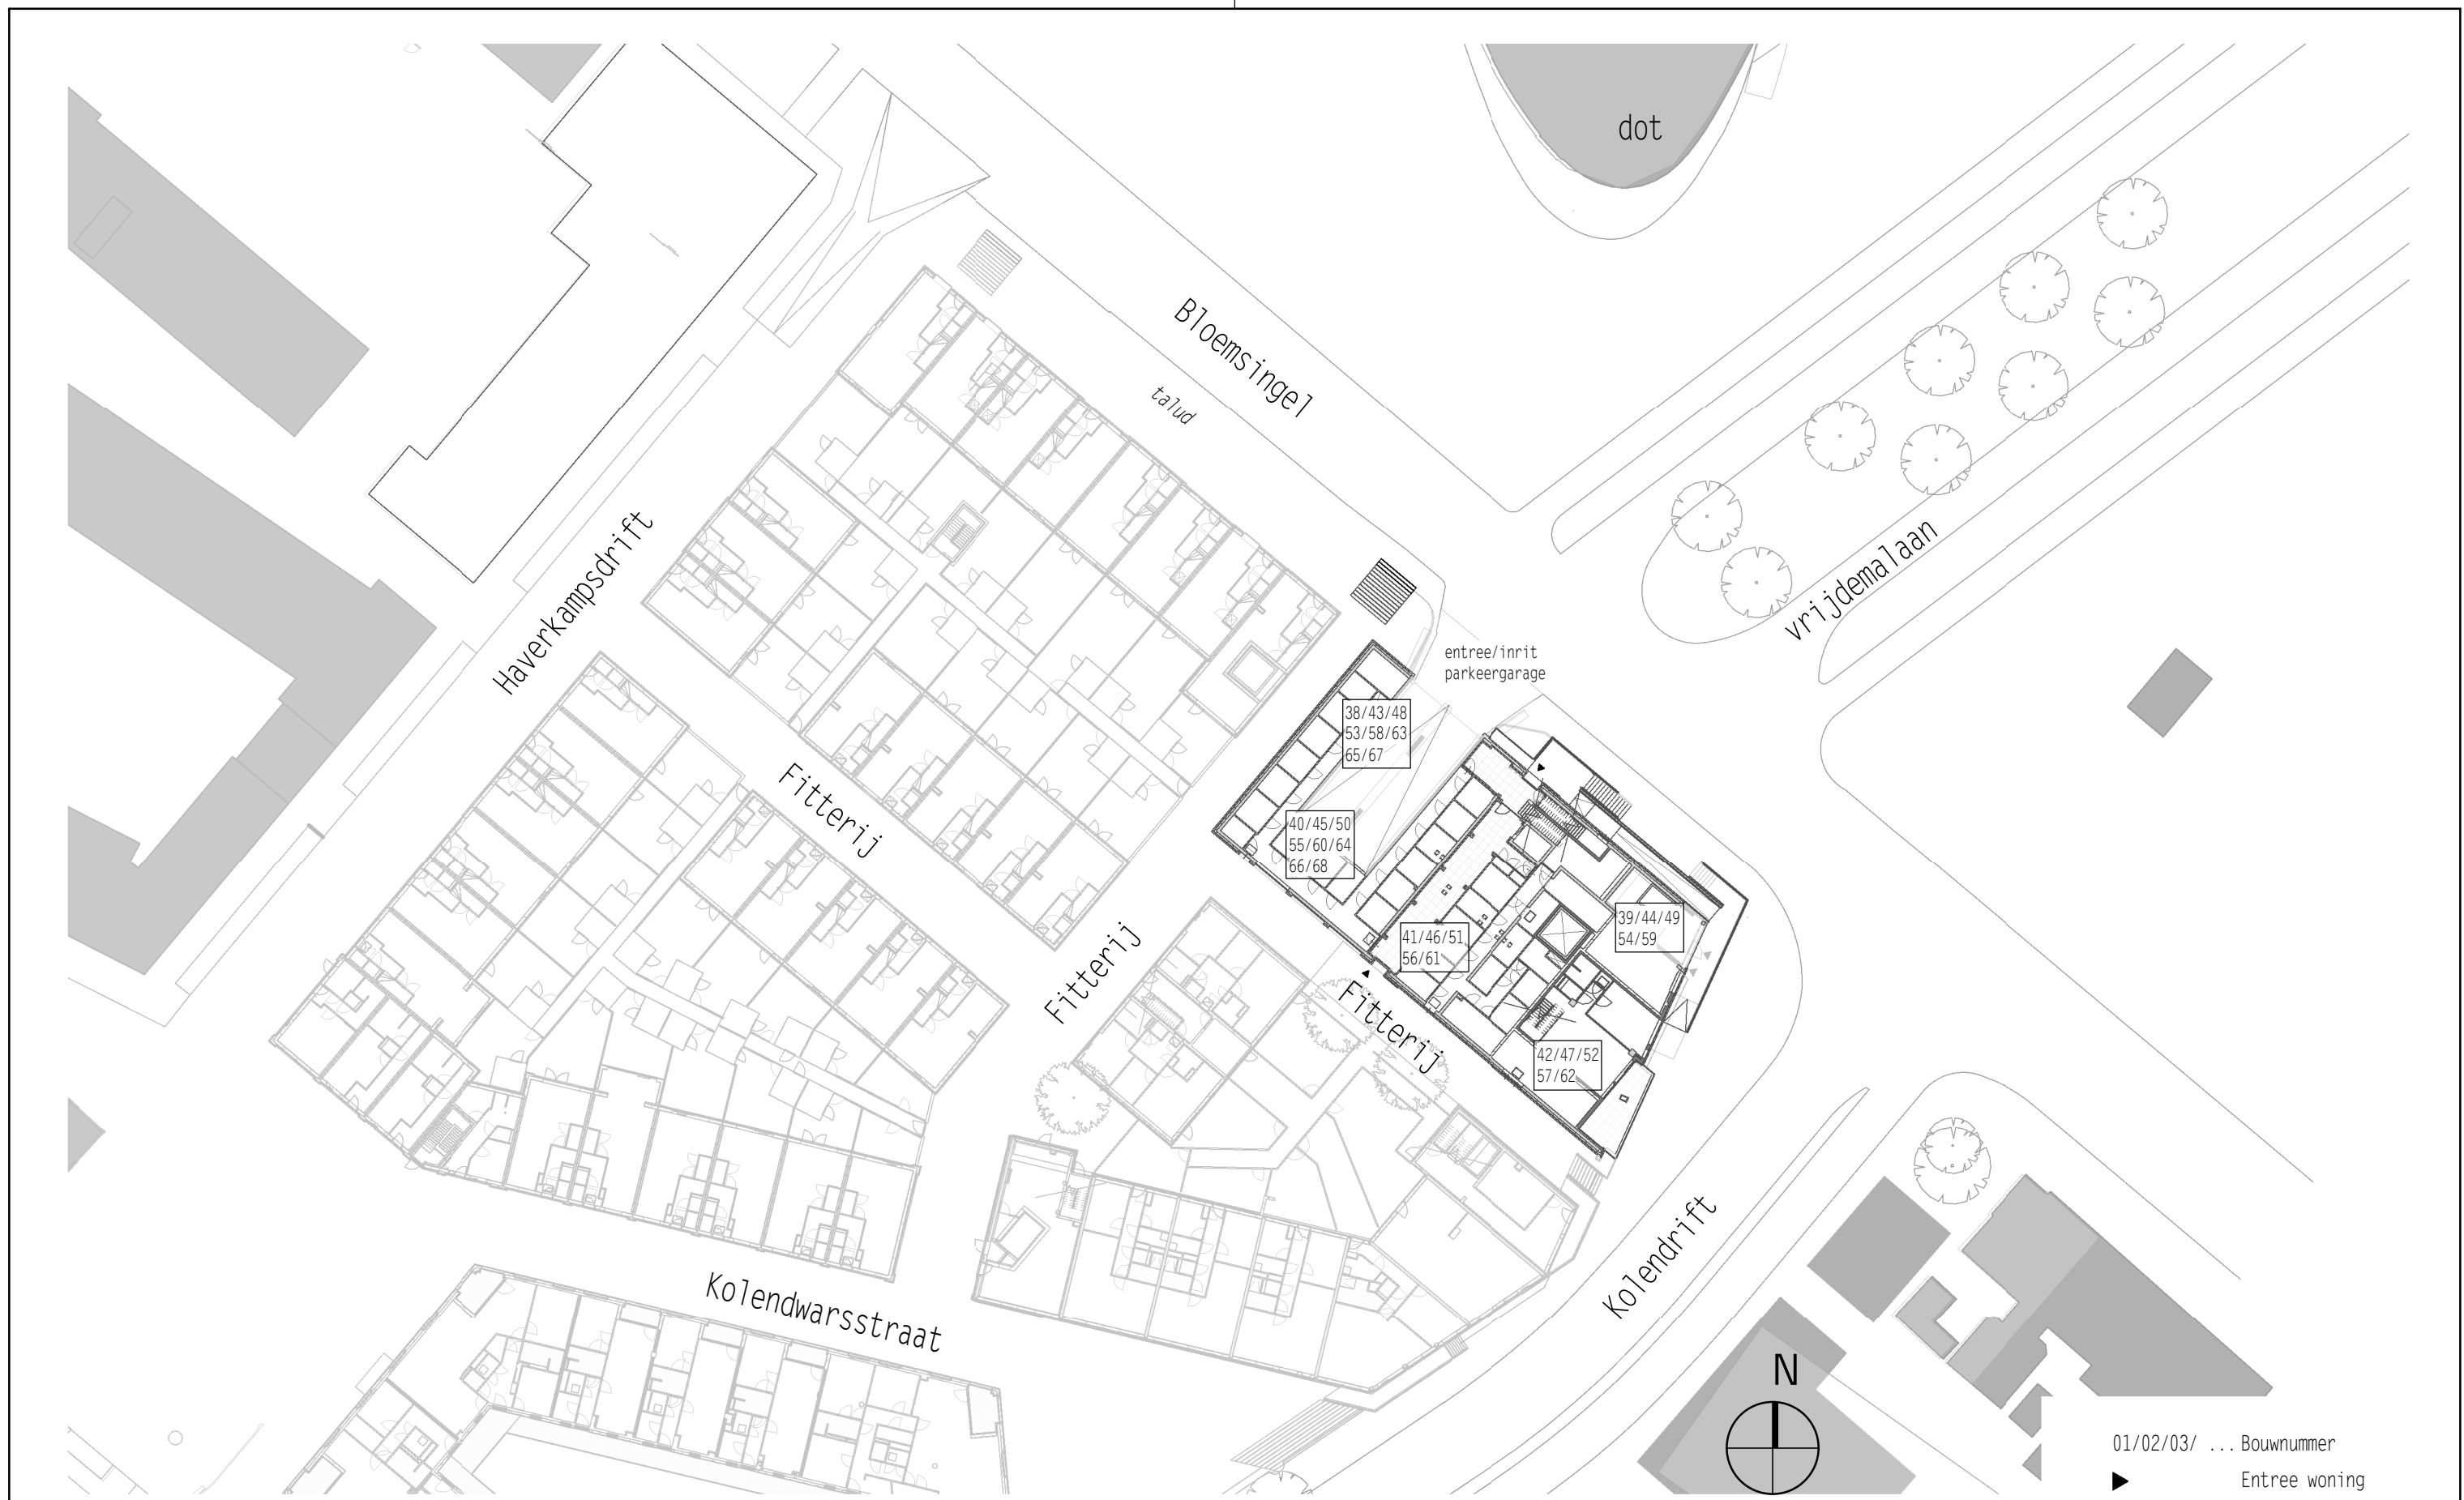 dot
Bloemsingel
talud
vrijdemalaan
Haverkampsdrift
entree/inrit
parkeergarage
38/43/48
53/58/63
65/67
Fitterij
40/45/50
55/60/64
66/68
39/44/49
54/59
41/46/51
56/61
Fitterij
Fitterij
42/47/52
57/62
Kolendrift
Kolendwarsstraat
N
01/02/03/ ... Bouwnummer
Entree woning